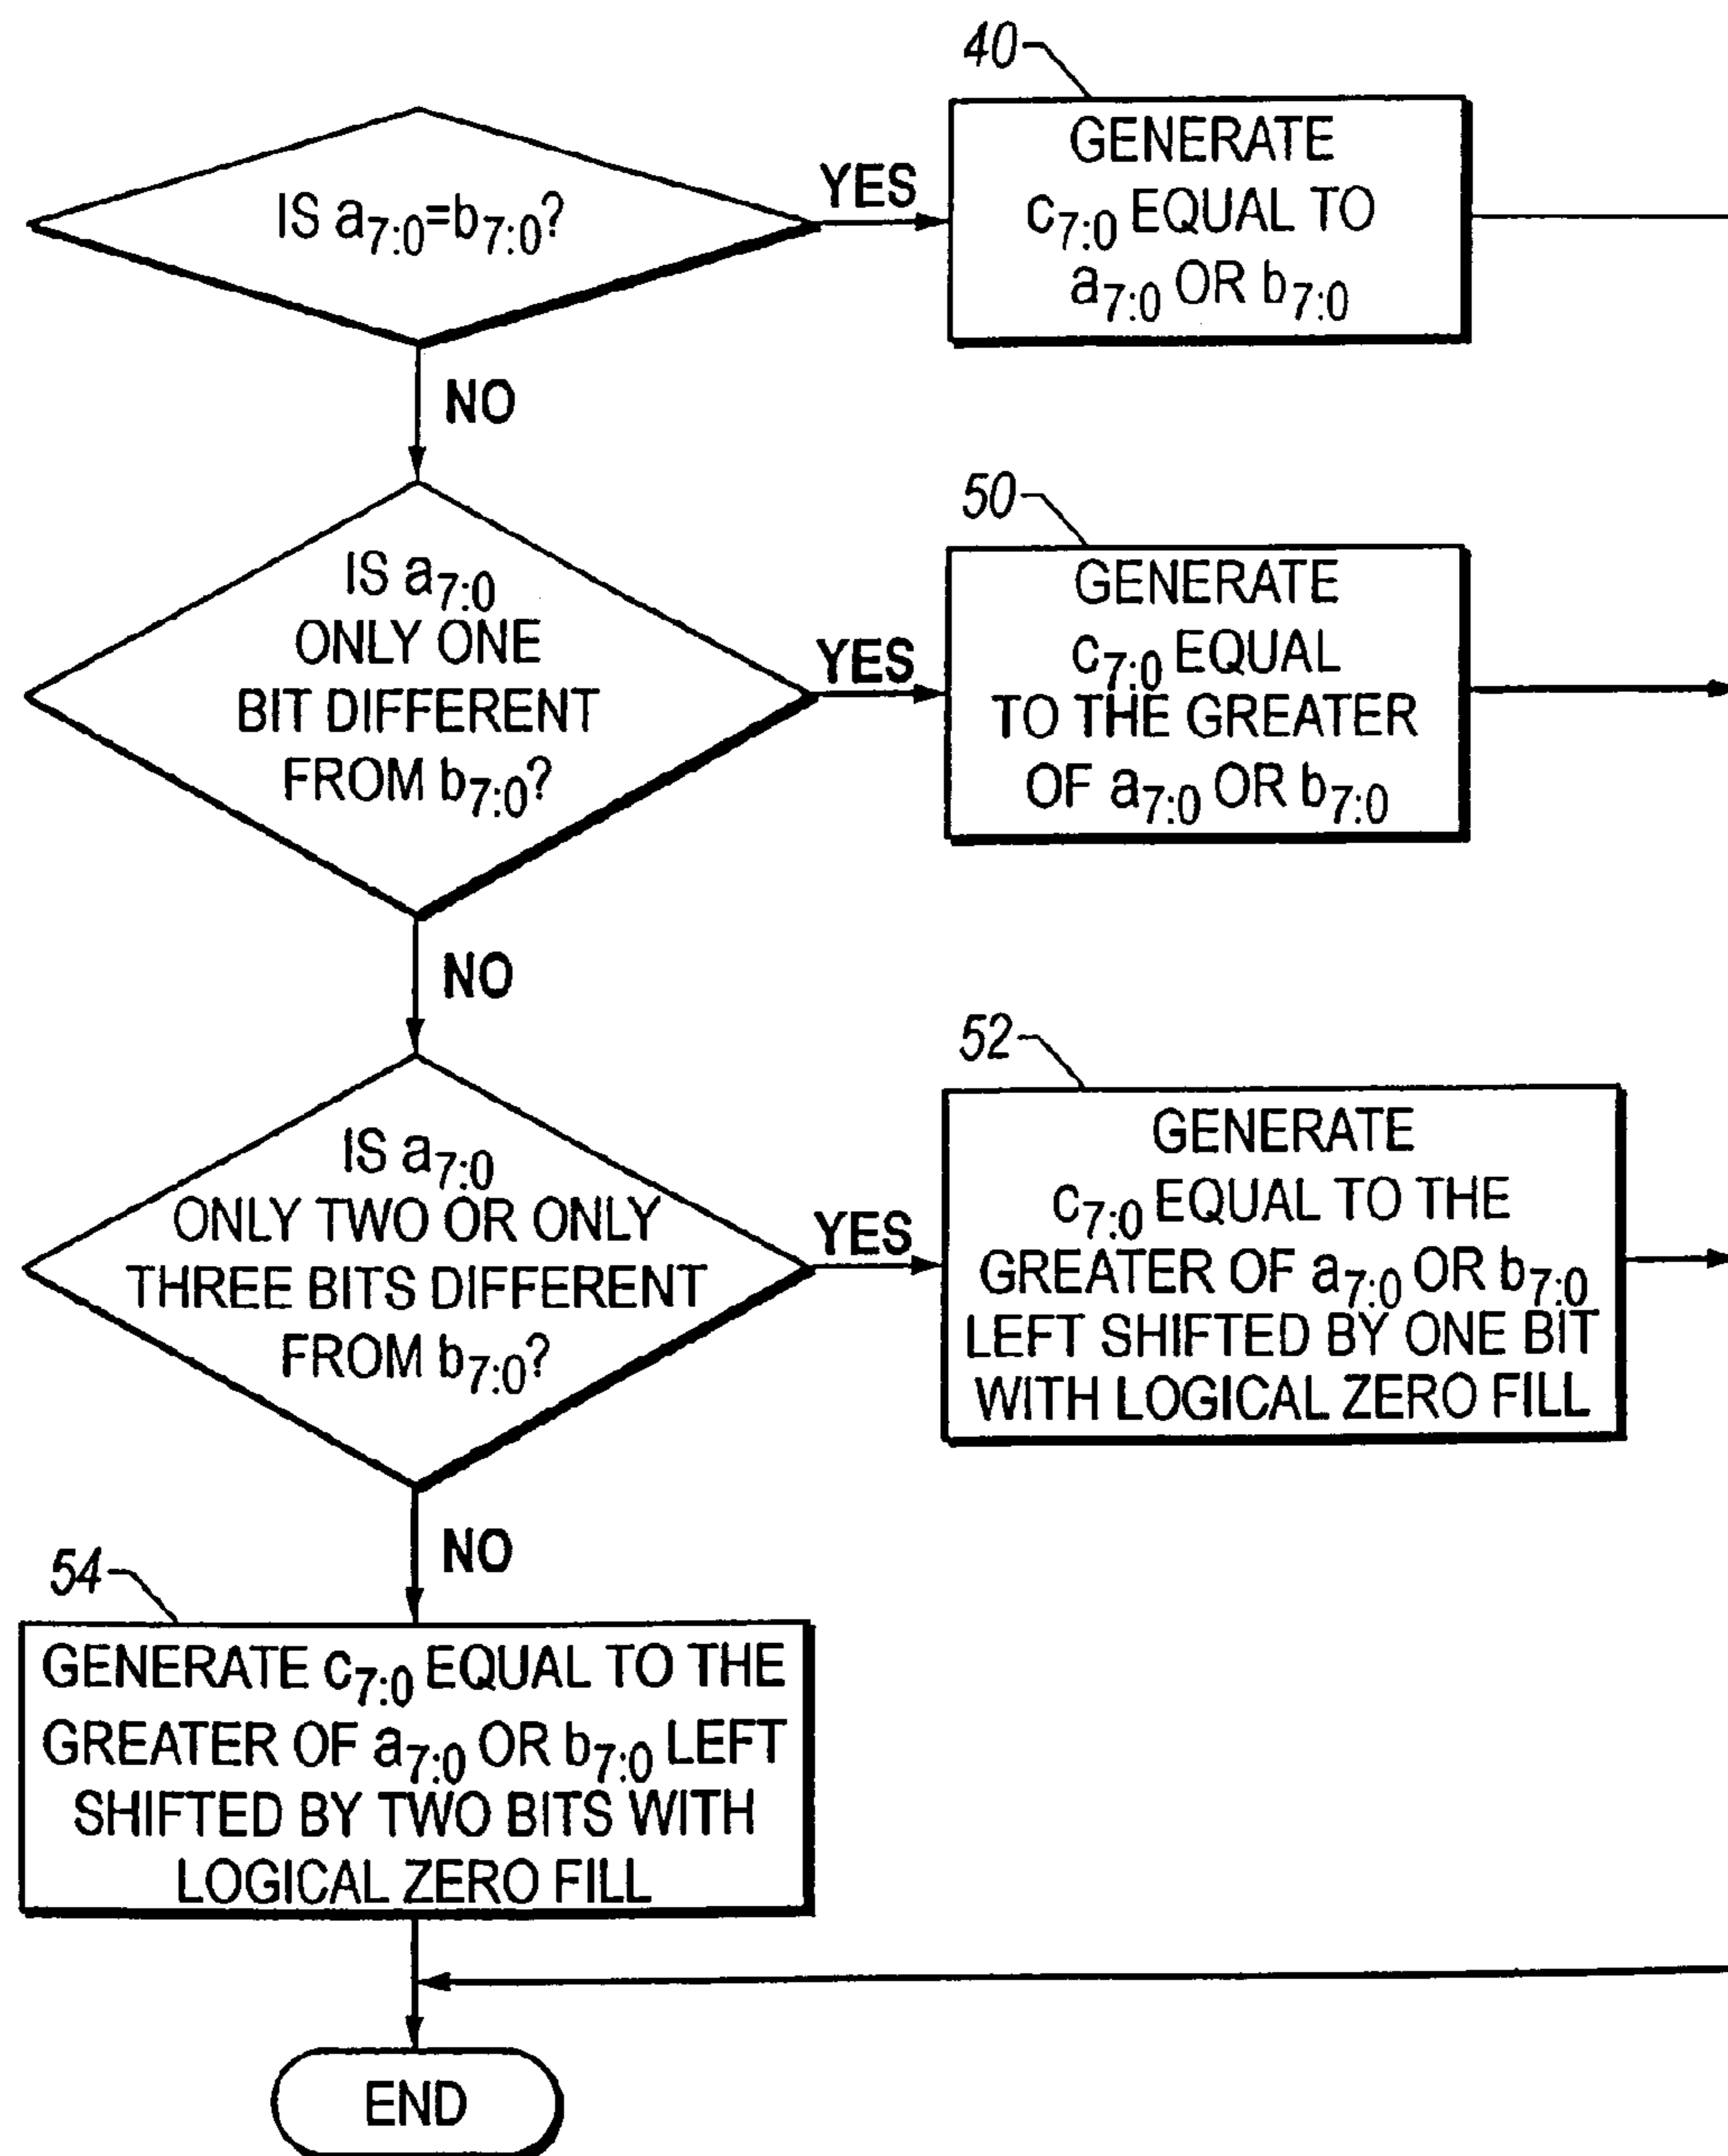 40
GENERATE
c7:0 EQUAL TO
a7:0 OR b7:0
IS a7:0=b7:0?
YES
NO
50
GENERATE
c7:0 EQUAL
TO THE GREATER
OF a7:0 OR b7:0
IS a7:0
ONLY ONE
BIT DIFFERENT
FROM b7:0?
YES
NO
52
GENERATE
c7:0 EQUAL TO THE
GREATER OF a7:0 OR b7:0
LEFT SHIFTED BY ONE BIT
WITH LOGICAL ZERO FILL
IS a7:0
ONLY TWO OR ONLY
THREE BITS DIFFERENT
FROM b7:0?
YES
NO
54
GENERATE c7:0 EQUAL TO THE
GREATER OF a7:0 OR b7:0 LEFT
SHIFTED BY TWO BITS WITH
LOGICAL ZERO FILL
END